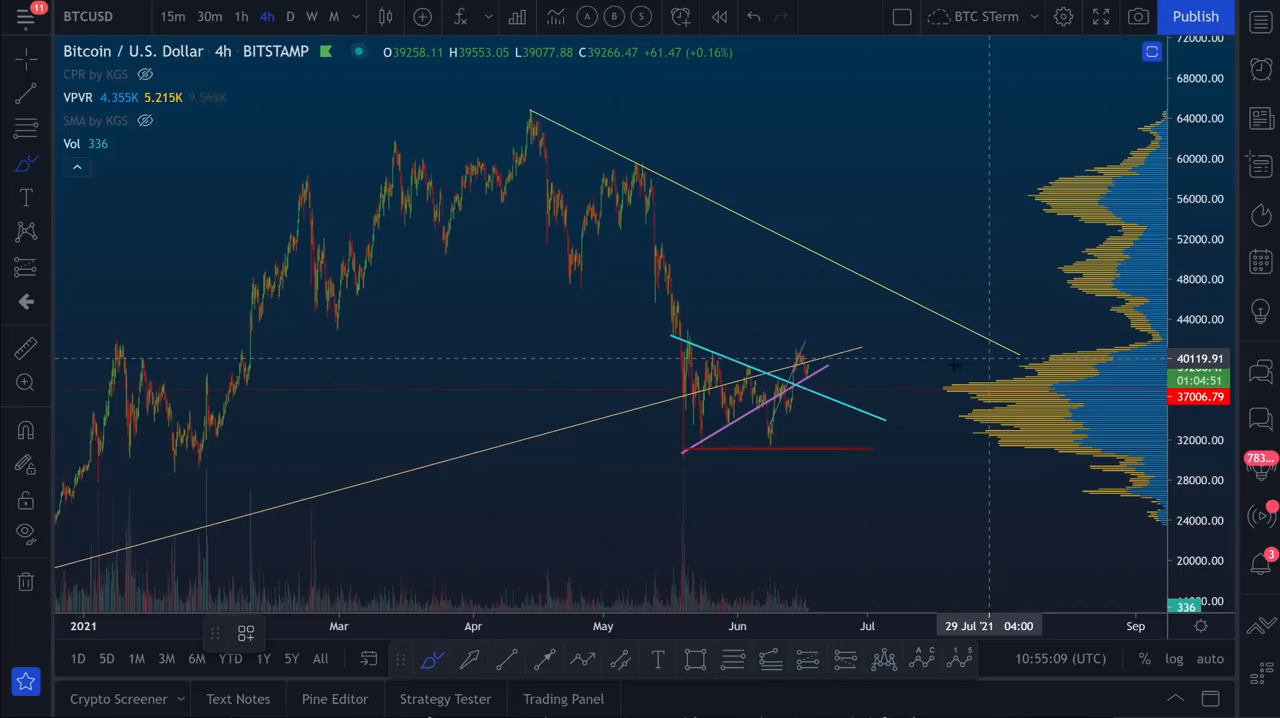 11
BTCUSD 15m 30m 1h 4h D W M A B S BTC STerm Publish
Bitcoin / U.S. Dollar 4h BITSTAMP O39258.11 H39553.05 L39077.88 C39266.47 +61.47 (+0.16%)
CPR by KGS
VPVR 4.355K 5.215K 9.569K
SMA by KGS
Vol 336
72000.00
68000.00
64000.00
60000.00
56000.00
52000.00
48000.00
44000.00
40119.91
01:04:51
37006.79
32000.00
28000.00
24000.00
20000.00
336
783...
3
2021 Mar Apr May Jun Jul 29 Jul '21 04:00 Sep
1D 5D 1M 3M 6M YTD 1Y 5Y All 10:55:09 (UTC) % log auto
Crypto Screener Text Notes Pine Editor Strategy Tester Trading Panel